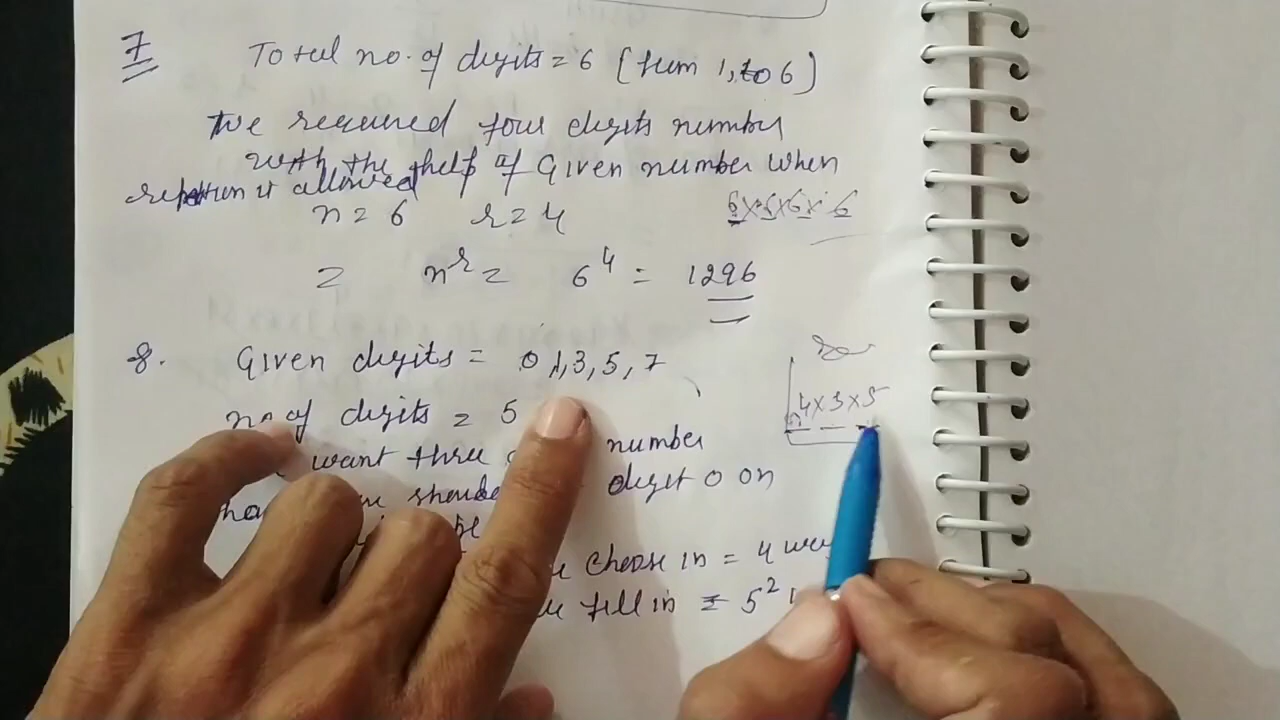 7 Total no. of digits = 6 (from 1, to 6)
We required four digits number
with the help of Given number when
repetition is allowed
n = 6 r = 4 6×6×6×6
= n^r = 6^4 = 1296
8. Given digits = 0 1, 3, 5, 7
no of digits = 5
4×5×5
want three number
should digit 0 on
choose in = 4 way
fill in = 5^2